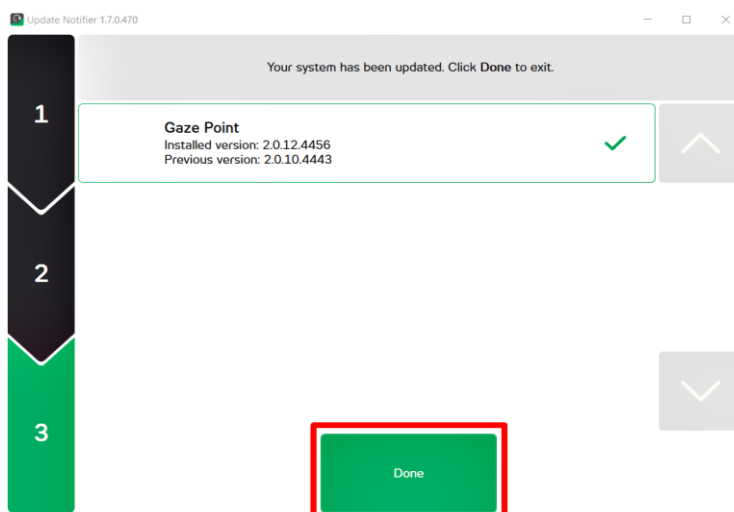 Update Notifier 1.7.0.470
Your system has been updated. Click Done to exit.
1
Gaze Point
Installed version: 2.0.12.4456
Previous version: 2.0.10.4443
2
3
Done